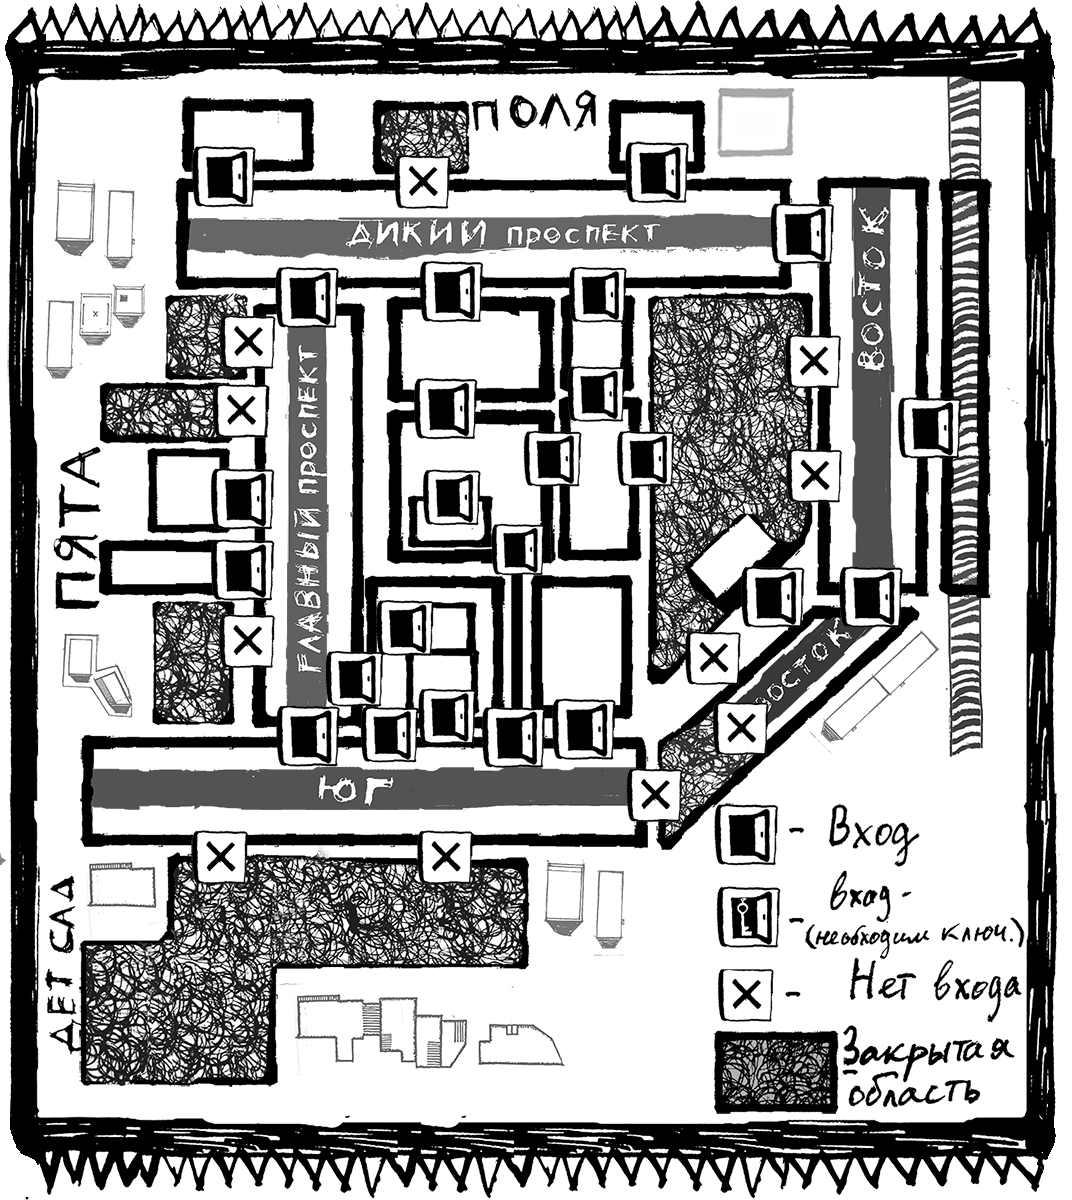 ПОЛЯ
ДИКИЙ ПРОСПЕКТ
ВОСТОК
ГЛАВНЫЙ ПРОСПЕКТ
ПЯТА
ВОСТОК
ЮГ
ДЕТ САД
- Вход
- вход -
(необходим ключ.)
- Нет входа
Закрытая
область